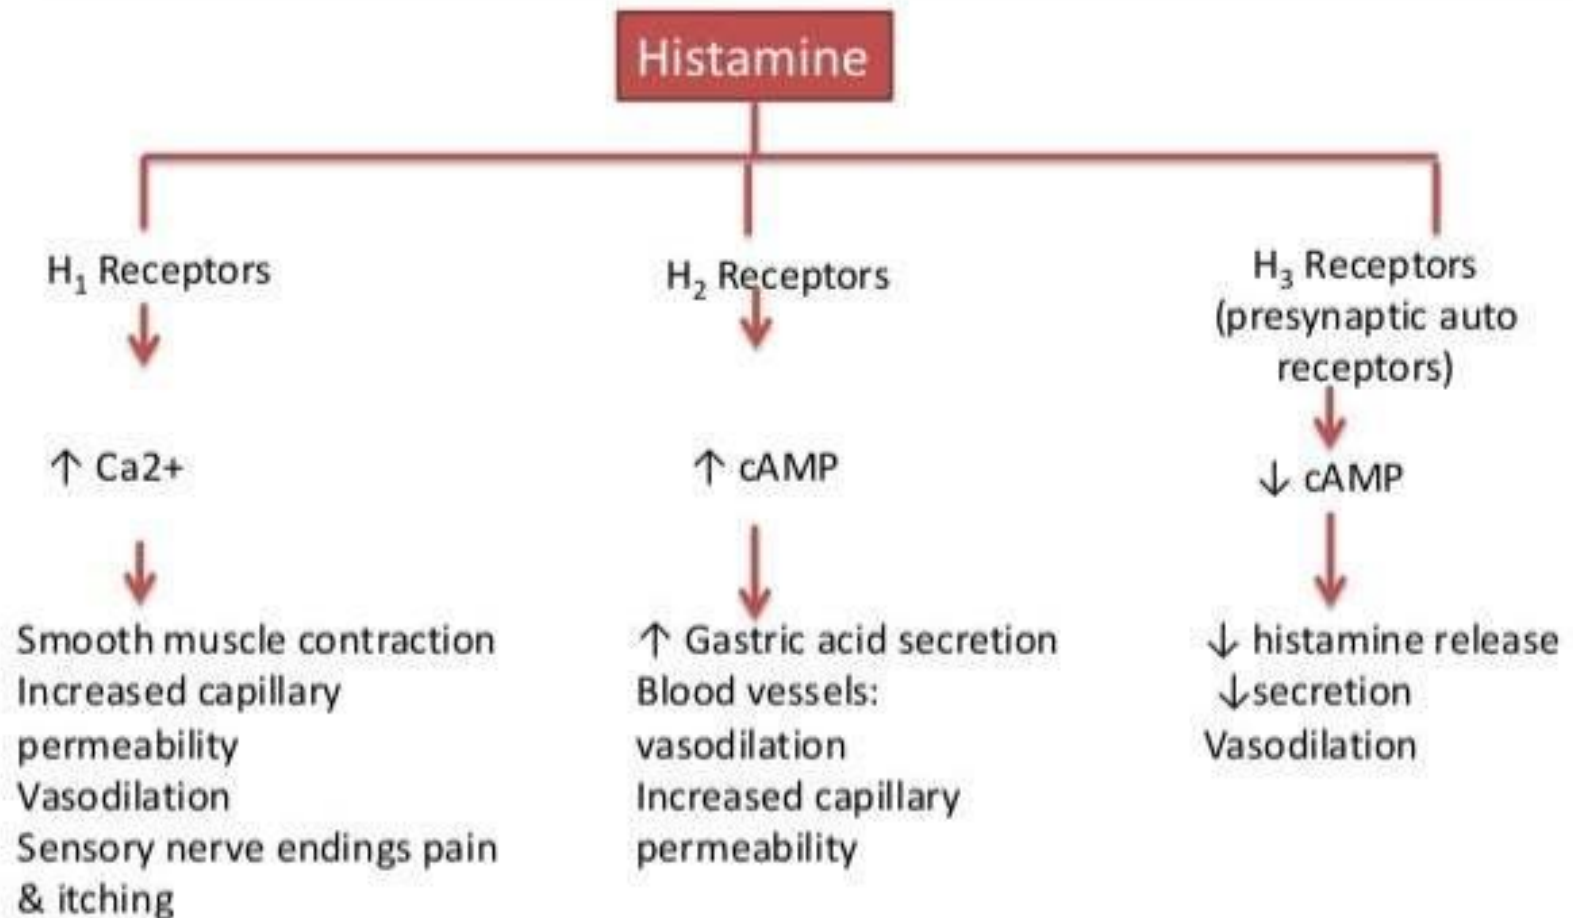 Histamine
H₁ Receptors
↑ Ca2+
Smooth muscle contraction
Increased capillary
permeability
Vasodilation
Sensory nerve endings pain
& itching
H₂ Receptors
↑ cAMP
↑ Gastric acid secretion
Blood vessels:
vasodilation
Increased capillary
permeability
H₃ Receptors
(presynaptic auto
receptors)
↓ cAMP
↓ histamine release
↓secretion
Vasodilation